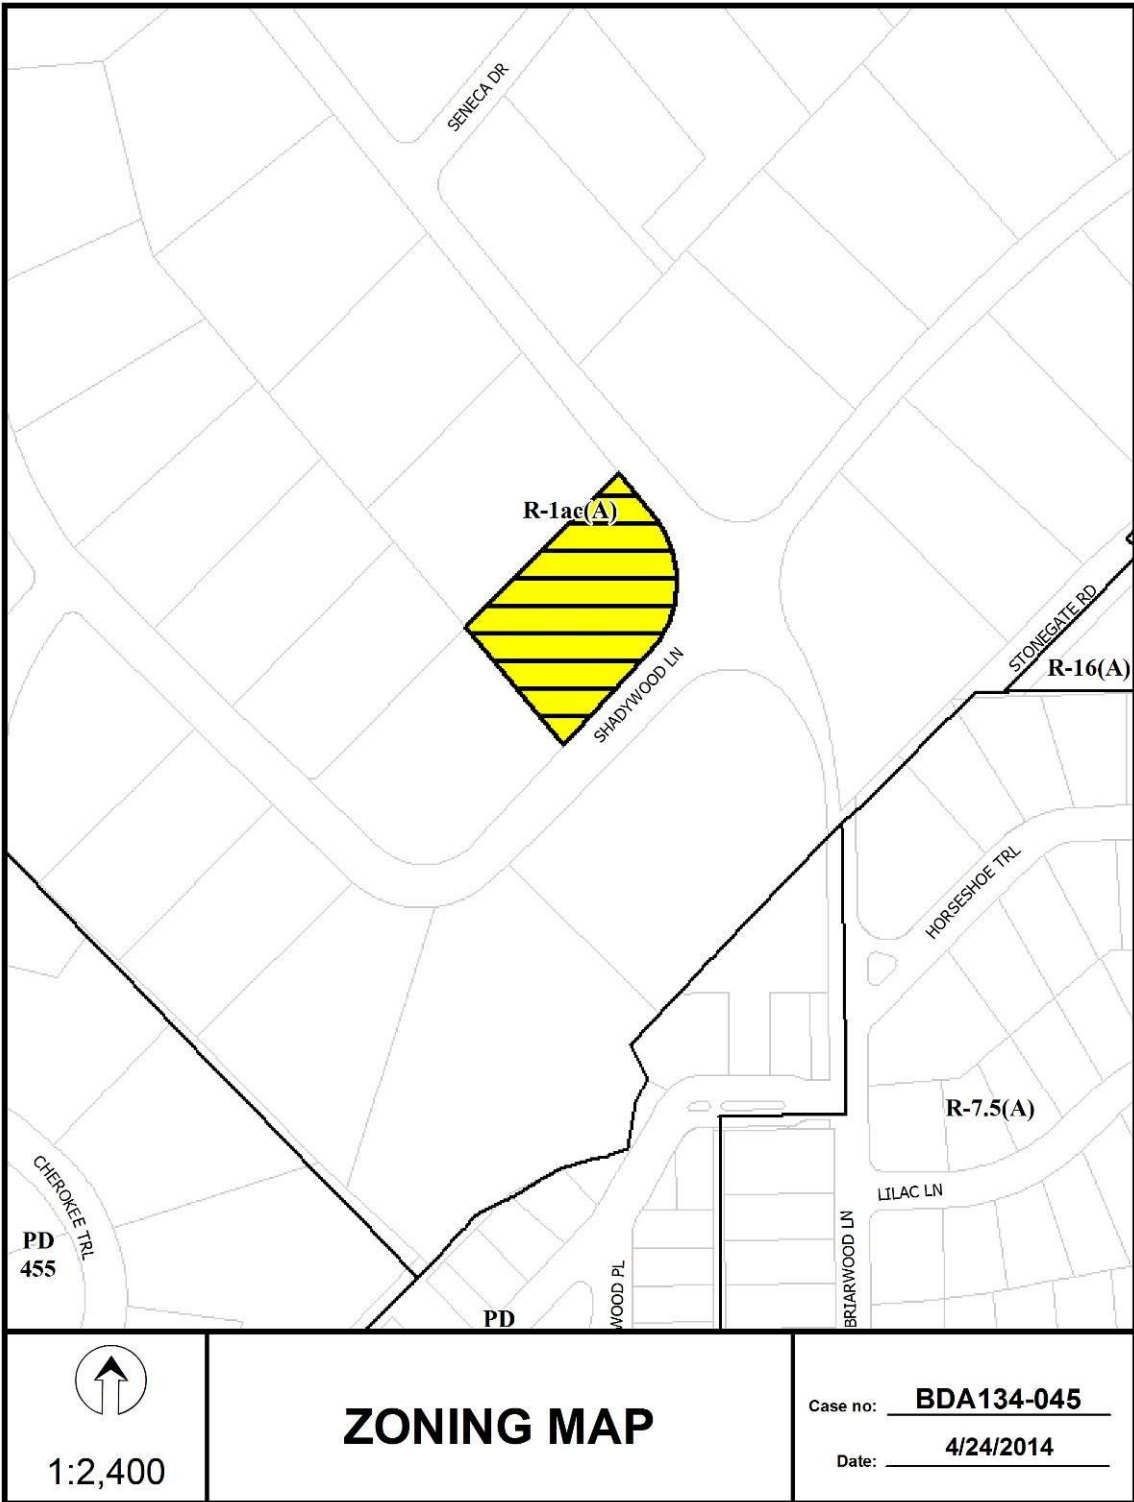 SENECA DR
R-1ac(A)
STONEGATE RD
R-16(A)
SHADYWOOD LN
HORSESHOE TRL
R-7.5(A)
CHEROKEE TRL
LILAC LN
PD
455
WOOD PL
BRIARWOOD LN
PD
1:2,400
ZONING MAP
Case no: BDA134-045
Date: 4/24/2014